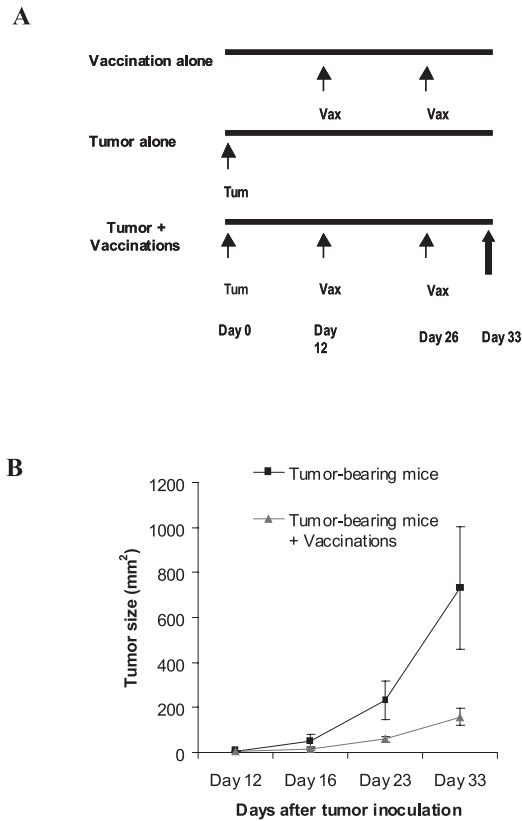 A
Vaccination alone
Vax Vax
Tumor alone
Tum
Tumor +
Vaccinations
Tum Vax Vax
Day 0 Day
12 Day 26 Day 33
B
Tumor-bearing mice
Tumor-bearing mice
+ Vaccinations
1200
1000
800
600
400
200
0
Tumor size (mm²)
Day 12 Day 16 Day 23 Day 33
Days after tumor inoculation